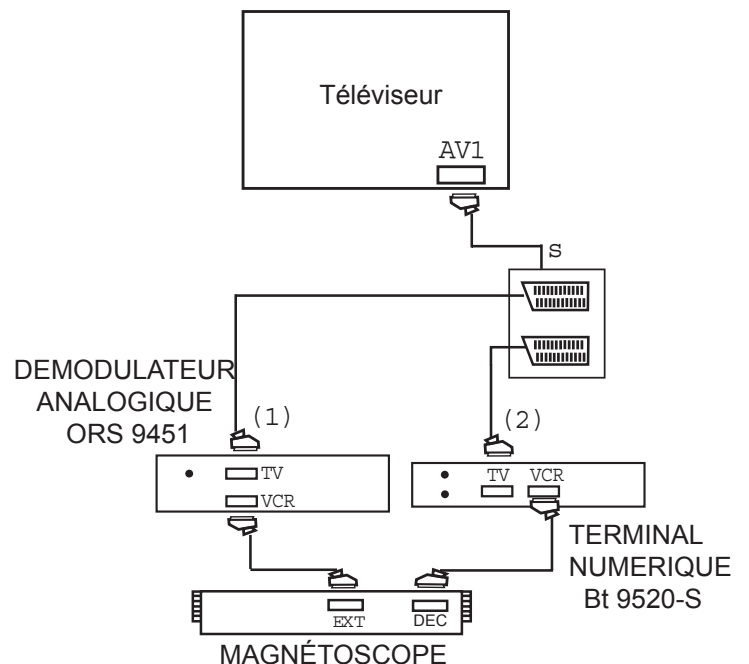 Téléviseur
AV1
S
DEMODULATEUR
ANALOGIQUE
ORS 9451
(1)
(2)
TV
VCR
TV VCR
TERMINAL
NUMERIQUE
Bt 9520-S
EXT DEC
MAGNÉTOSCOPE